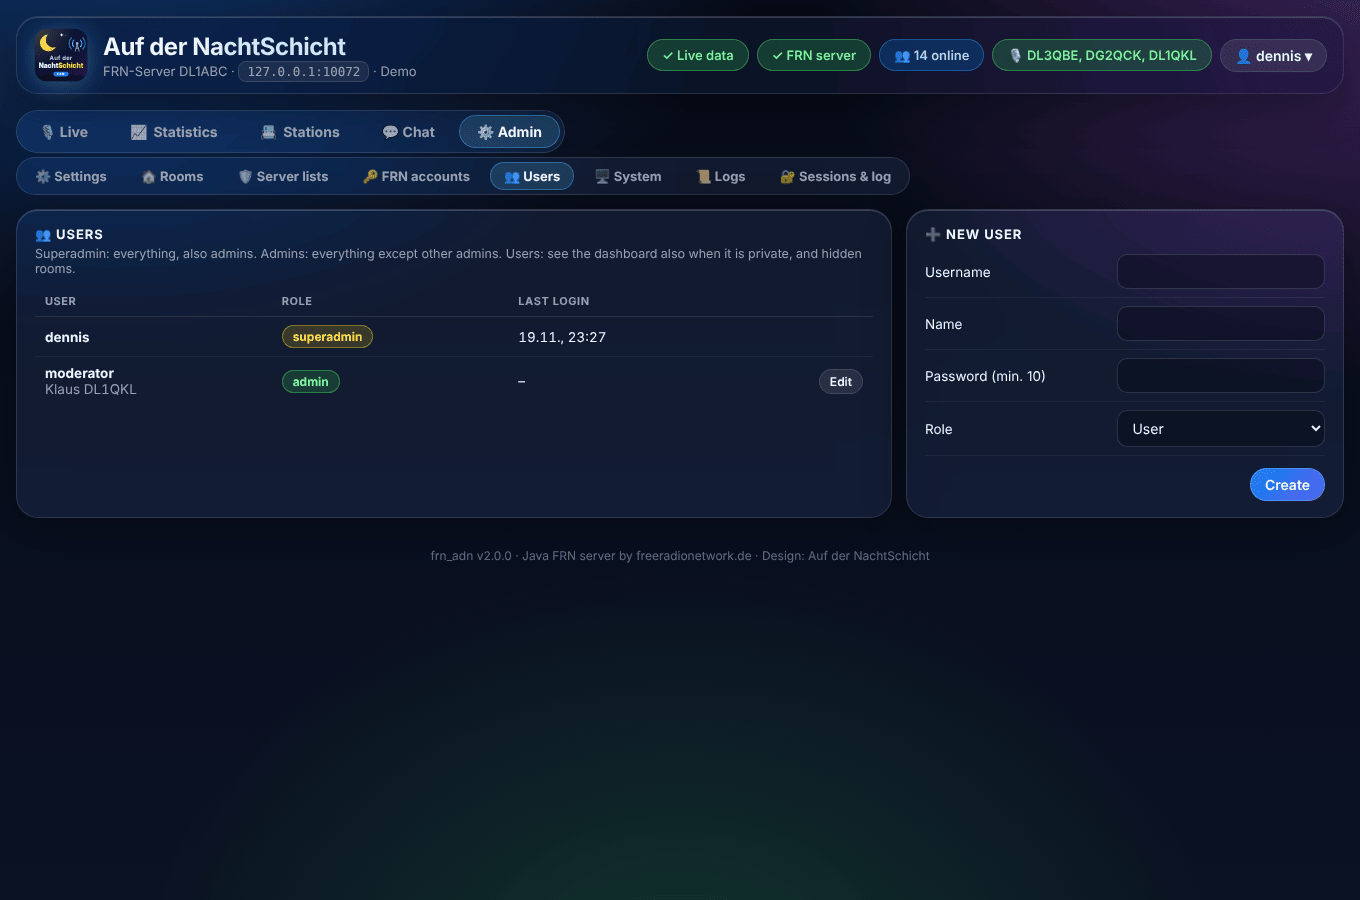 Auf der
NachtSchicht
FRN
Auf der NachtSchicht
FRN-Server DL1ABC · 127.0.0.1:10072 · Demo
✓ Live data
✓ FRN server
👥 14 online
🎙️ DL3QBE, DG2QCK, DL1QKL
👤 dennis ▾
🎙️ Live
📈 Statistics
📇 Stations
💬 Chat
⚙️ Admin
⚙️ Settings
🏠 Rooms
🛡️ Server lists
🔑 FRN accounts
👥 Users
🖥️ System
📜 Logs
🔐 Sessions & log
👥 USERS
Superadmin: everything, also admins. Admins: everything except other admins. Users: see the dashboard also when it is private, and hidden
rooms.
USER ROLE LAST LOGIN
dennis superadmin 19.11., 23:27
moderator
Klaus DL1QKL
admin – Edit
➕ NEW USER
Username
Name
Password (min. 10)
Role User
Create
frn_adn v2.0.0 · Java FRN server by freeradionetwork.de · Design: Auf der NachtSchicht